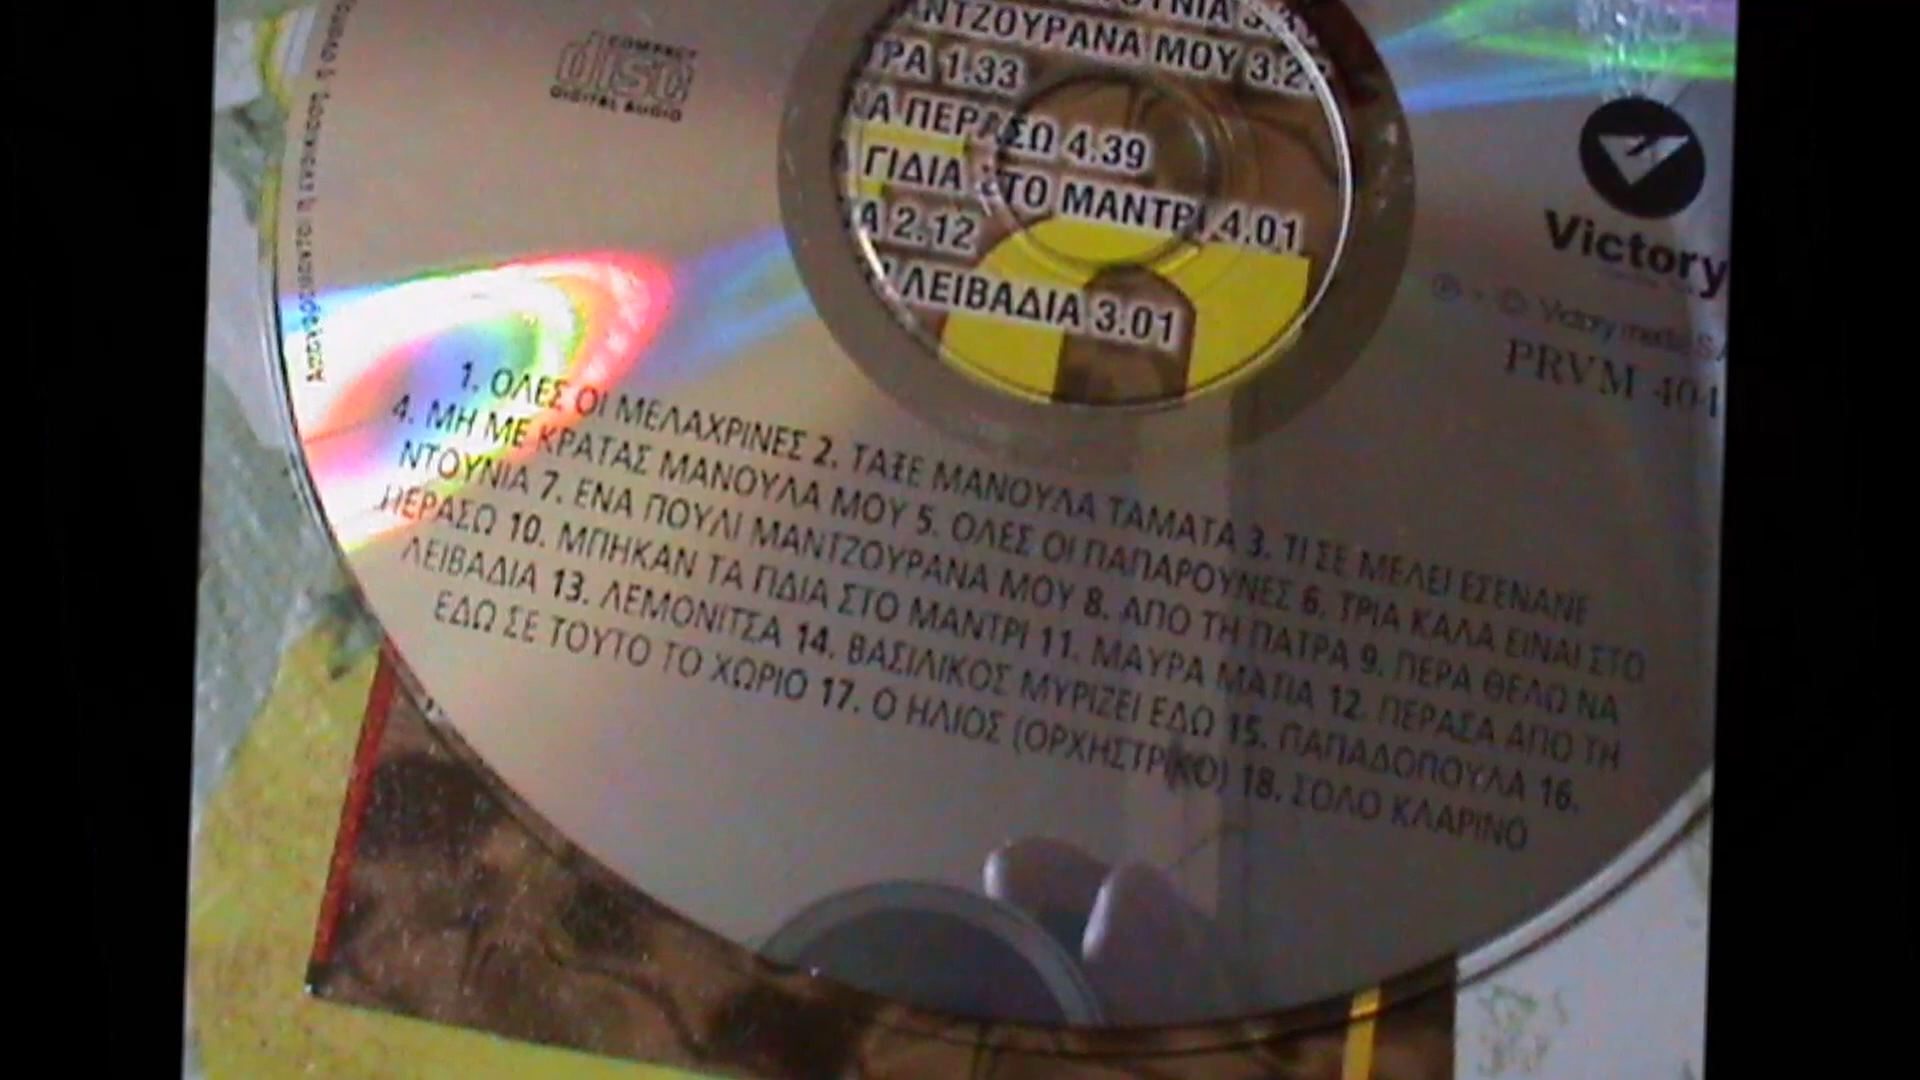 COMPACT
disc
DIGITAL AUDIO
ΜΟΥ 3.2
1.33
ΠΕΡΑΣΩ 4.39
ΓΙΔΙΑ ΣΤΟ ΜΑΝΤΡΙ 4.01
2.12
ΛΕΙΒΑΔΙΑ 3.01
Victory
PRVM 404
1. ΟΛΕΣ ΟΙ ΜΕΛΑΧΡΙΝΕΣ 2. ΤΑΞΕ ΜΑΝΟΥΛΑ ΤΑΜΑΤΑ 3. ΤΙ ΣΕ ΜΕΛΕΙ ΕΣΕΝΑΝΕ
4. ΜΗ ΜΕ ΚΡΑΤΑΣ ΜΑΝΟΥΛΑ ΜΟΥ 5. ΟΛΕΣ ΟΙ ΠΑΠΑΡΟΥΝΕΣ 6. ΤΡΙΑ ΚΑΛΑ ΕΙΝΑΙ ΣΤΟ
ΝΤΟΥΝΙΑ 7. ΕΝΑ ΠΟΥΛΙ ΜΑΝΤΖΟΥΡΑΝΑ ΜΟΥ 8. ΑΠΟ ΤΗ ΠΑΤΡΑ 9. ΠΕΡΑ ΘΕΛΩ ΝΑ
ΠΕΡΑΣΩ 10. ΜΠΗΚΑΝ ΤΑ ΓΙΔΙΑ ΣΤΟ ΜΑΝΤΡΙ 11. ΜΑΥΡΑ ΜΑΤΙΑ 12. ΠΕΡΑΣΑ ΑΠΟ ΤΗ
ΛΕΙΒΑΔΙΑ 13. ΛΕΜΟΝΙΤΣΑ 14. ΒΑΣΙΛΙΚΟΣ ΜΥΡΙΖΕΙ ΕΔΩ 15. ΠΑΠΑΔΟΠΟΥΛΑ 16.
ΕΔΩ ΣΕ ΤΟΥΤΟ ΤΟ ΧΩΡΙΟ 17. Ο ΗΛΙΟΣ (ΟΡΧΗΣΤΡΙΚΟ) 18. ΣΟΛΟ ΚΛΑΡΙΝΟ